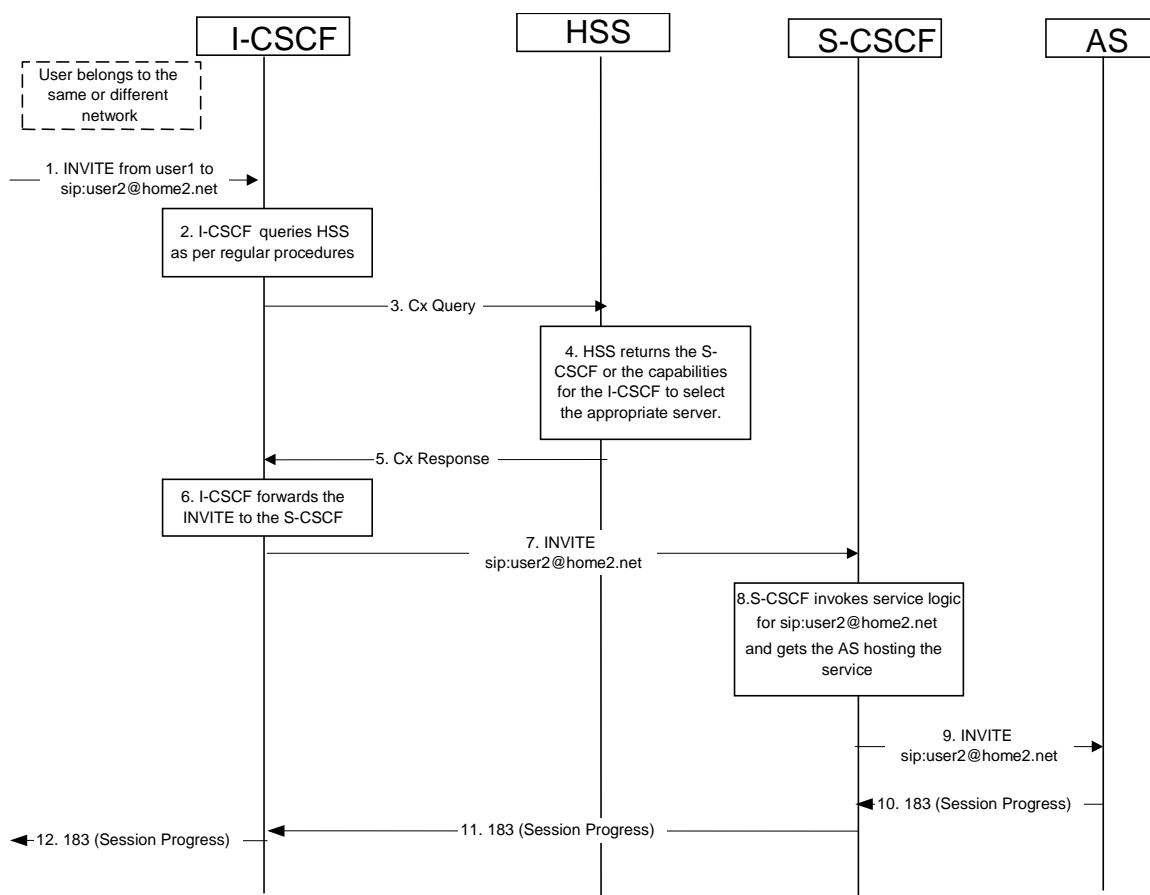 I-CSCF
HSS
S-CSCF
AS
User belongs to the
same or different
network
1. INVITE from user1 to
sip:user2@home2.net
2. I-CSCF queries HSS
as per regular procedures
3. Cx Query
4. HSS returns the S-
CSCF or the capabilities
for the I-CSCF to select
the appropriate server.
5. Cx Response
6. I-CSCF forwards the
INVITE to the S-CSCF
7. INVITE
sip:user2@home2.net
8.S-CSCF invokes service logic
for sip:user2@home2.net
and gets the AS hosting the
service
9. INVITE
sip:user2@home2.net
10. 183 (Session Progress)
11. 183 (Session Progress)
12. 183 (Session Progress)